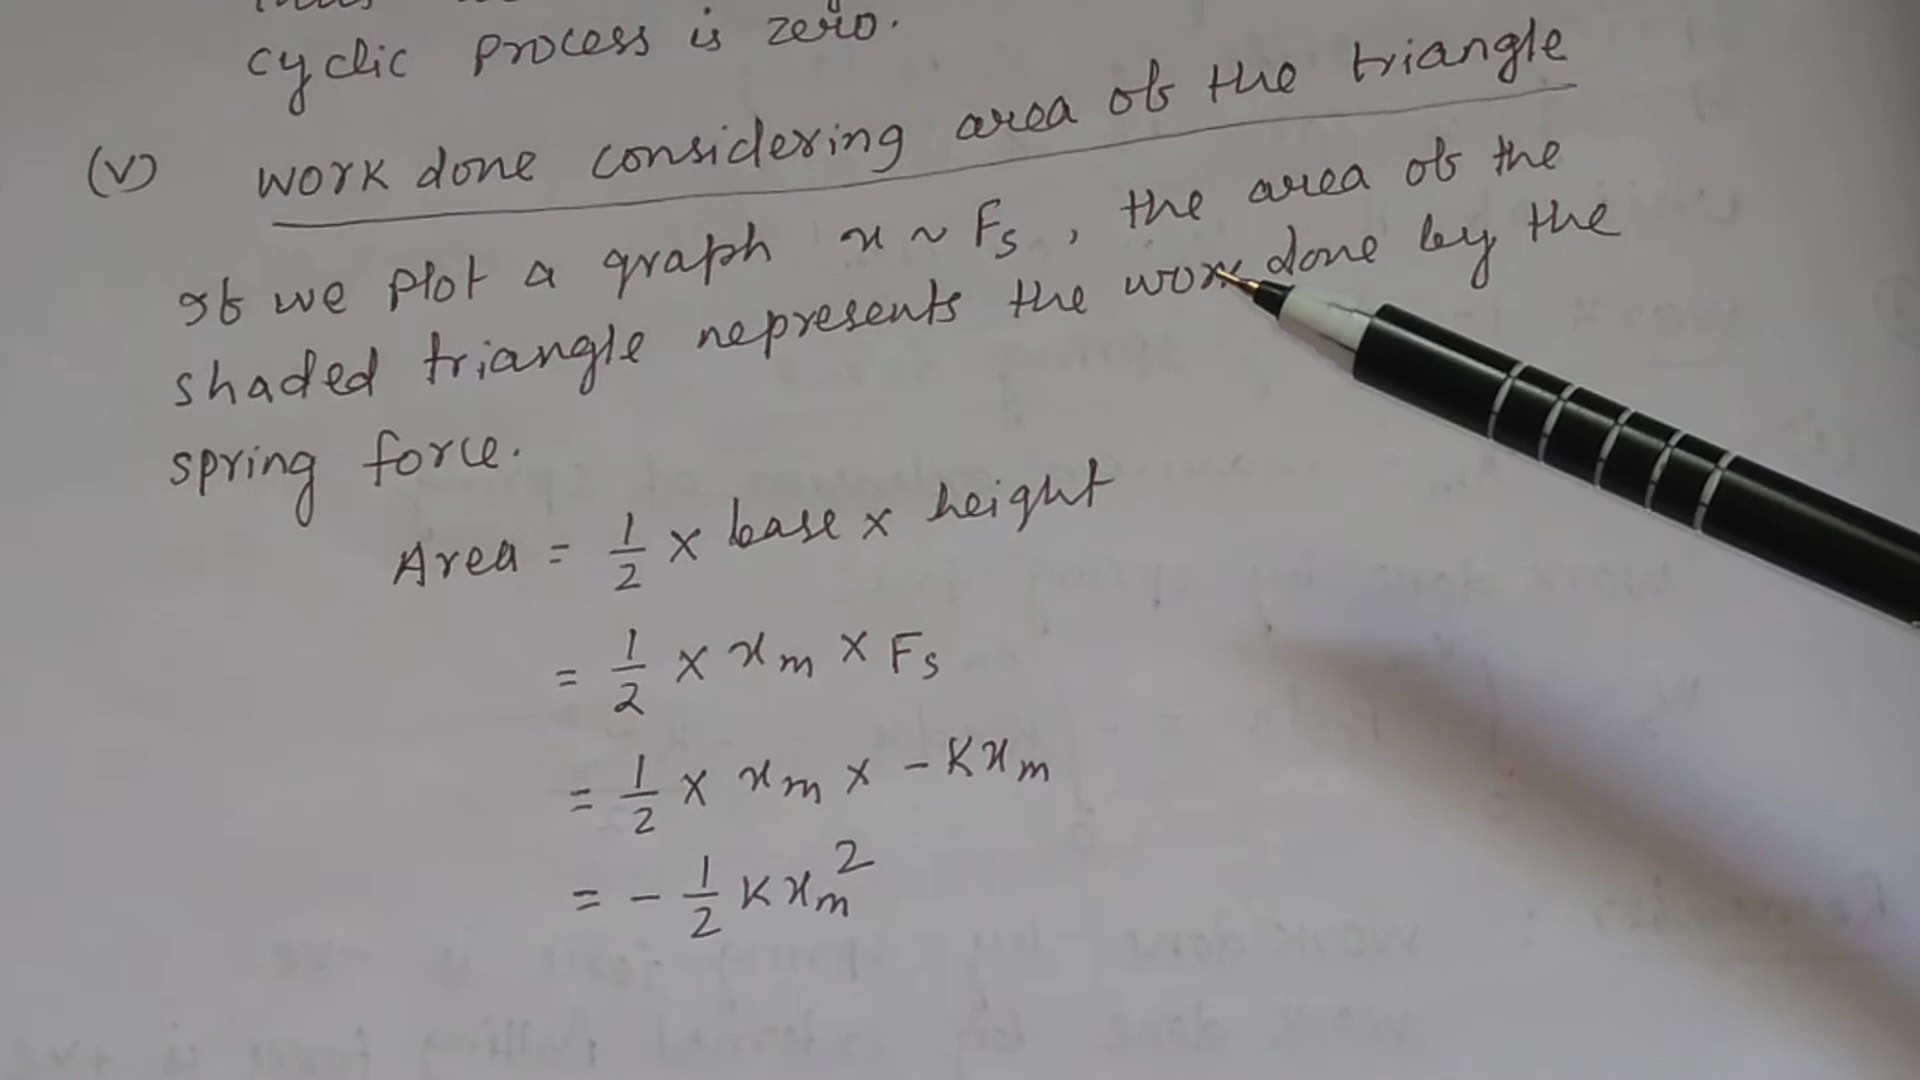 cyclic process is zero.
(v) work done considering area of the triangle
If we plot a graph x ~ Fs, the area of the
shaded triangle represents the work done by the
spring force.
Area = 1/2 × base × height
= 1/2 × xm × Fs
= 1/2 × xm × -Kxm
= - 1/2 Kxm²